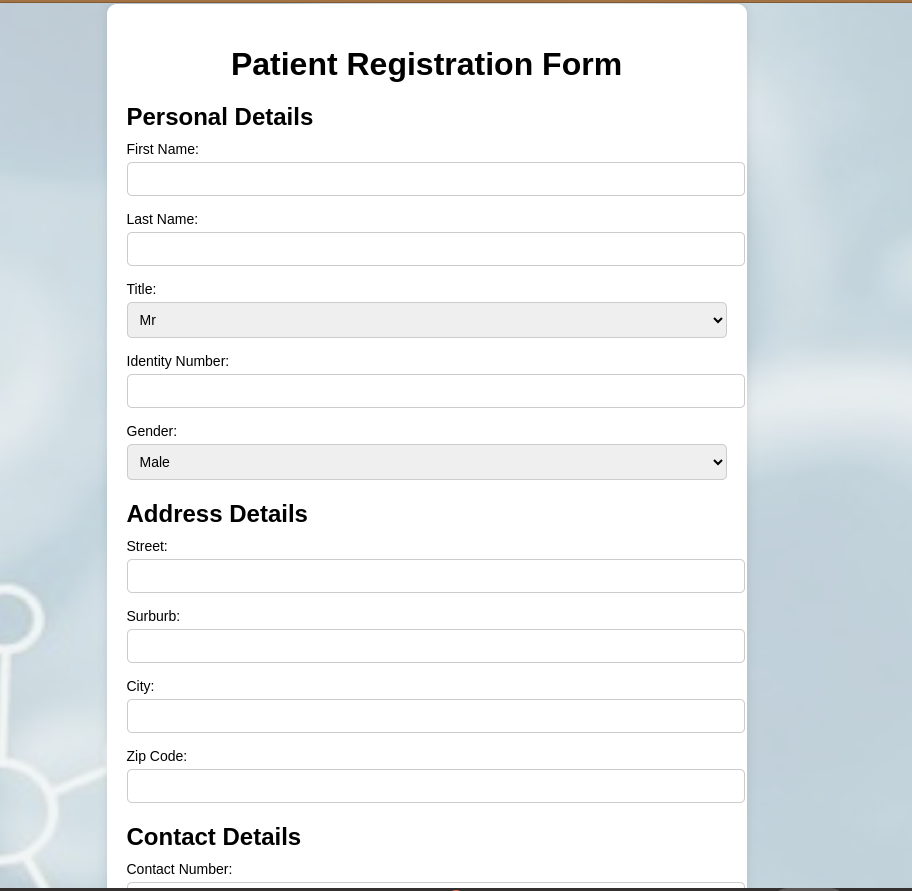 Patient Registration Form
Personal Details
First Name:
Last Name:
Title:
Mr
Identity Number:
Gender:
Male
Address Details
Street:
Surburb:
City:
Zip Code:
Contact Details
Contact Number: